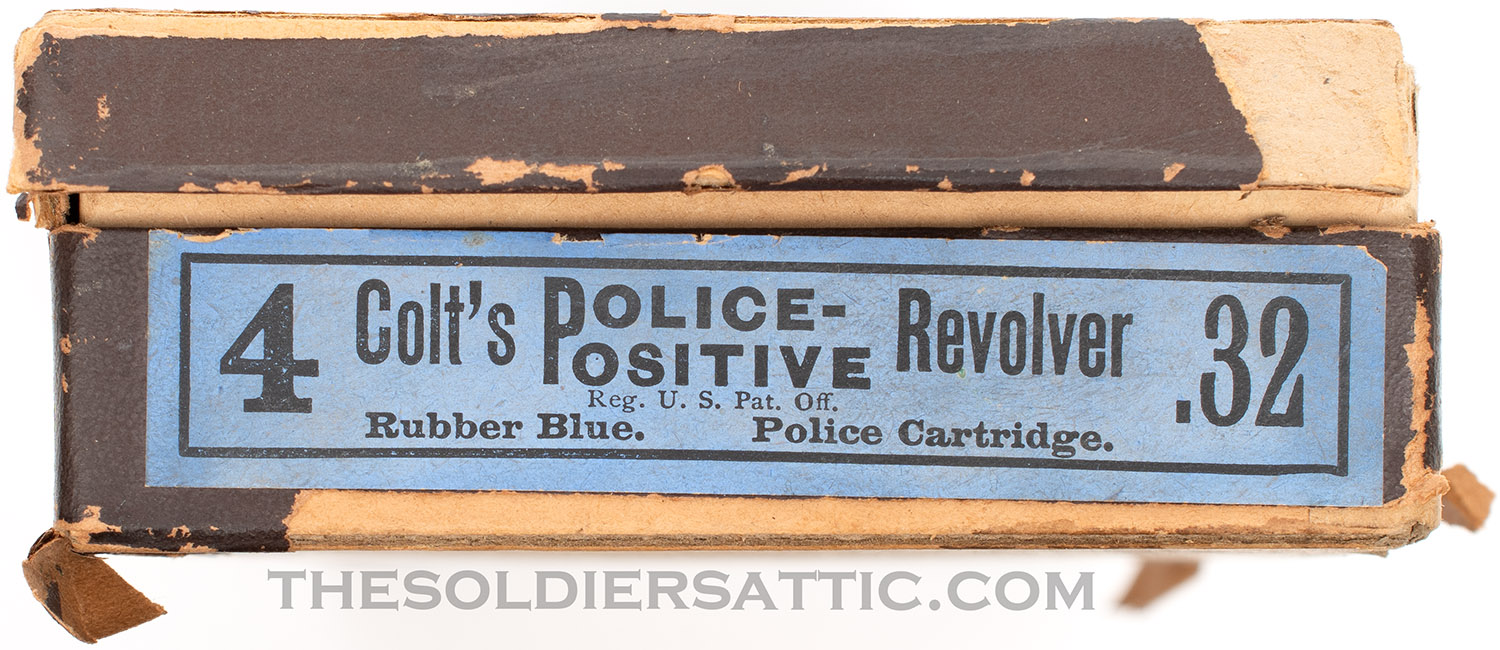 4 Colt's POLICE-POSITIVE Revolver .32
Reg. U. S. Pat. Off.
Rubber Blue. Police Cartridge.
THESOLDIERSATTIC.COM